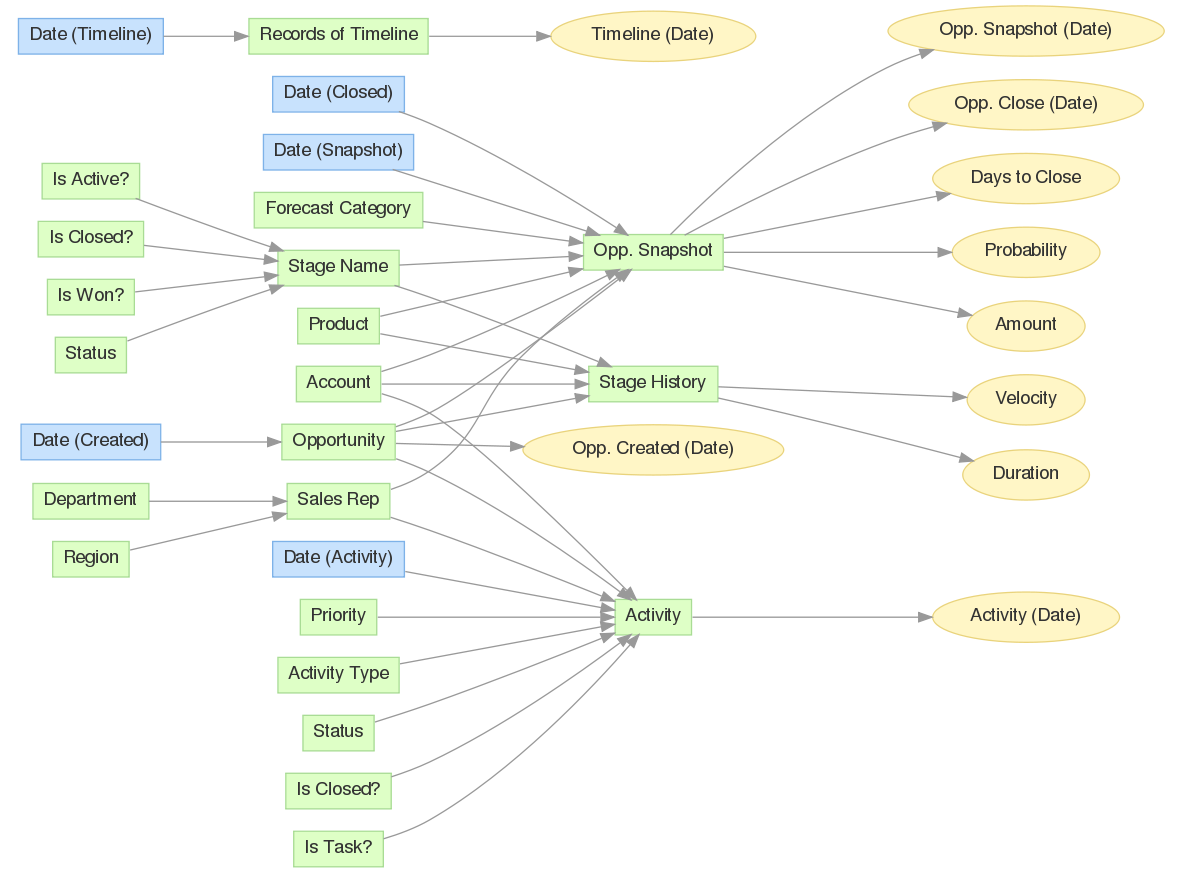 Date (Timeline)
Records of Timeline
Timeline (Date)
Opp. Snapshot (Date)
Date (Closed)
Opp. Close (Date)
Date (Snapshot)
Is Active?
Days to Close
Forecast Category
Is Closed?
Opp. Snapshot
Probability
Stage Name
Is Won?
Product
Amount
Status
Account
Stage History
Velocity
Date (Created)
Opportunity
Opp. Created (Date)
Duration
Department
Sales Rep
Region
Date (Activity)
Priority
Activity
Activity (Date)
Activity Type
Status
Is Closed?
Is Task?